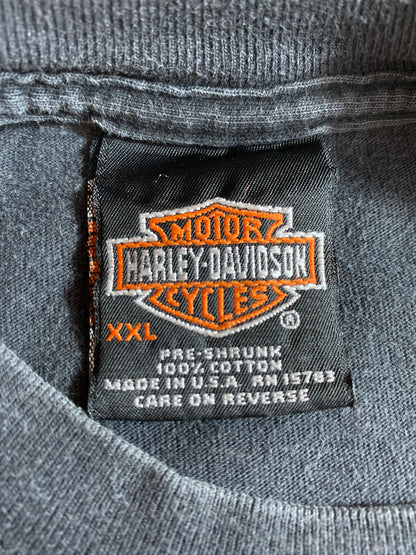 MOTOR
HARLEY-DAVIDSON
CYCLES
®
XXL
PRE-SHRUNK
100% COTTON
MADE IN U.S.A. RN 15763
CARE ON REVERSE